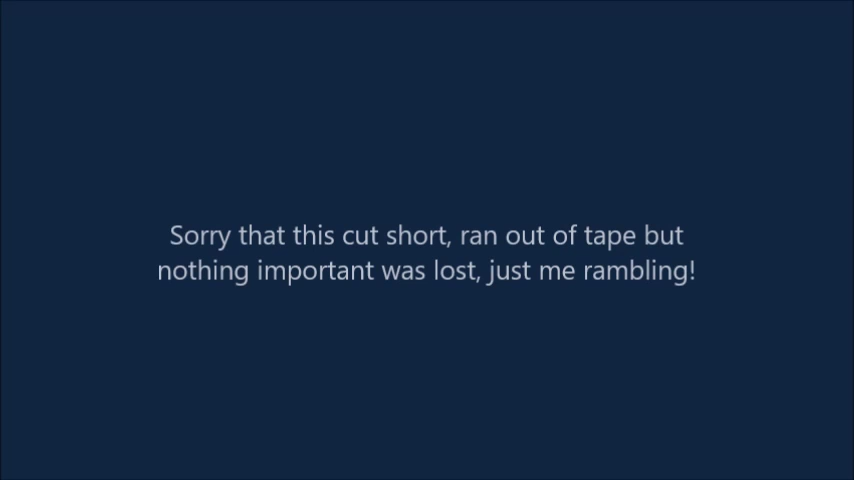 Sorry that this cut short, ran out of tape but
nothing important was lost, just me rambling!